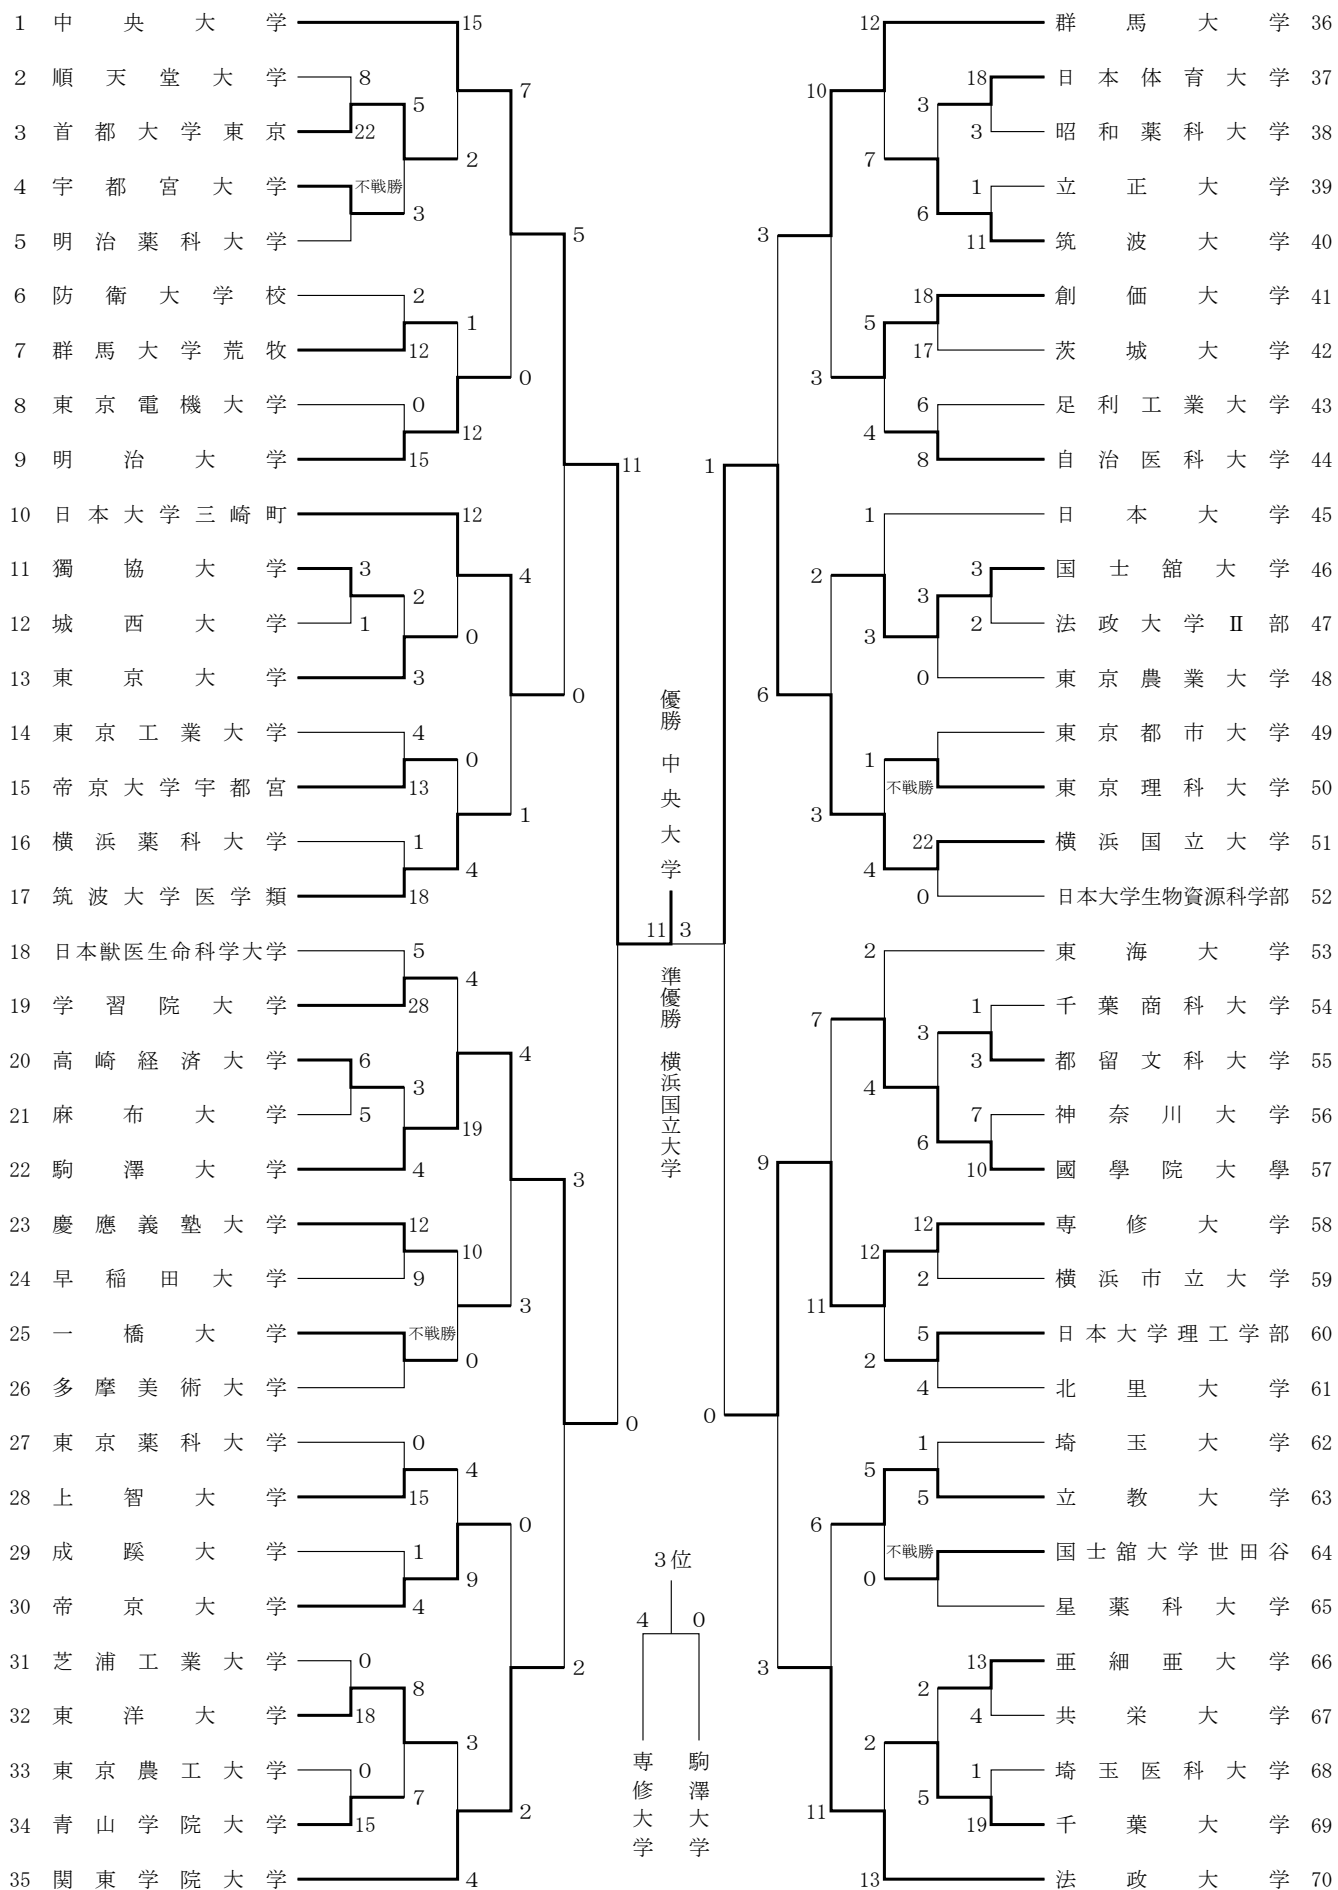 1 中央大学 15
2 順天堂大学 8
3 首都大学東京 22
4 宇都宮大学 不戦勝
5 明治薬科大学
6 防衛大学校 2
7 群馬大学荒牧 12
8 東京電機大学 0
9 明治大学 15
10 日本大学三崎町 12
11 獨協大学 3
12 城西大学 1
13 東京大学 3
14 東京工業大学 4
15 帝京大学宇都宮 13
16 横浜薬科大学 1
17 筑波大学医学類 18
18 日本獣医生命科学大学 5
19 学習院大学 28
20 高崎経済大学 6
21 麻布大学 5
22 駒澤大学 4
23 慶應義塾大学 12
24 早稲田大学 9
25 一橋大学 不戦勝
26 多摩美術大学
27 東京薬科大学 0
28 上智大学 15
29 成蹊大学 1
30 帝京大学 4
31 芝浦工業大学 0
32 東洋大学 18
33 東京農工大学 0
34 青山学院大学 15
35 関東学院大学 4
5
3
2
7
1
12
0
5
2
0
4
0
4
1
0
11
4
3
19
4
10
0
3
3
4
9
0
8
7
3
2
2
0
優勝 中央大学
11 3
準優勝 横浜国立大学
3位
4 0
専修大学
駒澤大学
12 群馬大学 36
18 日本体育大学 37
3 昭和薬科大学 38
1 立正大学 39
11 筑波大学 40
18 創価大学 41
17 茨城大学 42
6 足利工業大学 43
8 自治医科大学 44
1 日本大学 45
3 国士舘大学 46
2 法政大学Ⅱ部 47
0 東京農業大学 48
東京都市大学 49
不戦勝 東京理科大学 50
22 横浜国立大学 51
0 日本大学生物資源科学部 52
2 東海大学 53
1 千葉商科大学 54
3 都留文科大学 55
7 神奈川大学 56
10 國學院大學 57
12 専修大学 58
2 横浜市立大学 59
5 日本大学理工学部 60
4 北里大学 61
1 埼玉大学 62
5 立教大学 63
不戦勝 国士舘大学世田谷 64
星薬科大学 65
13 亜細亜大学 66
4 共栄大学 67
1 埼玉医科大学 68
19 千葉大学 69
13 法政大学 70
3
6
7
10
5
4
3
3
3
3
2
1
4
3
6
1
3
6
4
7
12
2
11
9
5
0
6
2
5
2
11
3
0